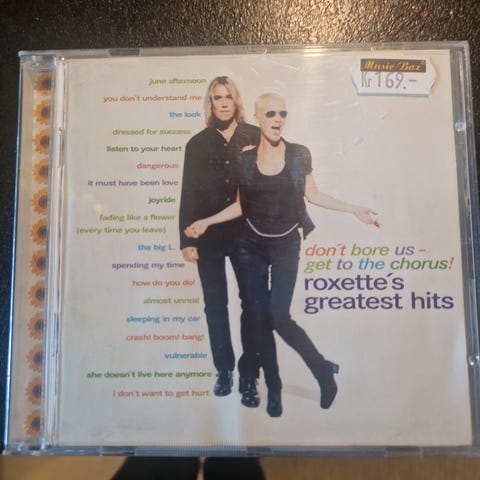 june afternoon
you don't understand me
the look
dressed for success
listen to your heart
dangerous
it must have been love
joyride
fading like a flower
(every time you leave)
the big l..
spending my time
how do you do!
almost unreal
sleeping in my car
crash! boom! bang!
vulnerable
she doesn't live here anymore
i don't want to get hurt
Music-Box
Kr 169.-
don´t bore us -
get to the chorus!
roxette´s
greatest hits